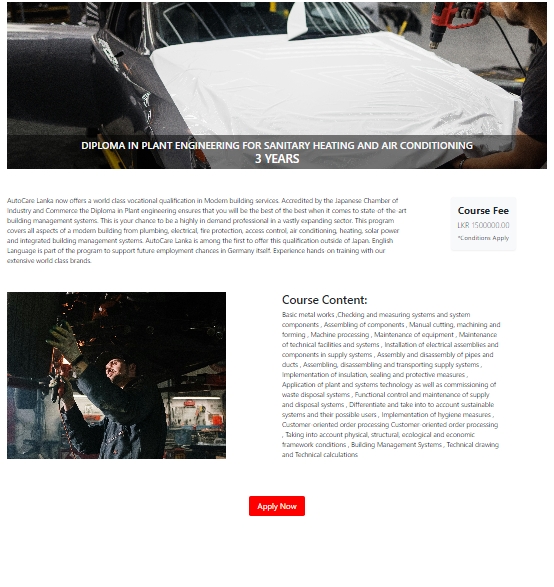 DIPLOMA IN PLANT ENGINEERING FOR SANITARY HEATING AND AIR CONDITIONING
3 YEARS
AutoCare Lanka now offers a world class vocational qualification in Modern building services. Accredited by the Japanese Chamber of
Industry and Commerce the Diploma in Plant engineering ensures that you will be the best of the best when it comes to state-of-the-art
building management systems. This is your chance to be a highly in demand professional in a vastly expanding sector. This program
covers all aspects of a modern building from plumbing, electrical, fire protection, access control, air conditioning, heating, solar power
and integrated building management systems. AutoCare Lanka is among the first to offer this qualification outside of Japan. English
Language is part of the program to support future employment chances in Germany itself. Experience hands-on training with our
extensive world class brands.
Course Fee
LKR 1500000.00
*Conditions Apply
Course Content:
Basic metal works ,Checking and measuring systems and system
components , Assembling of components , Manual cutting, machining and
forming , Machine processing , Maintenance of equipment , Maintenance
of technical facilities and systems , Installation of electrical assemblies and
components in supply systems , Assembly and disassembly of pipes and
ducts , Assembling, disassembling and transporting supply systems ,
Implementation of insulation, sealing and protective measures ,
Application of plant and systems technology as well as commissioning of
waste disposal systems , Functional control and maintenance of supply
and disposal systems , Differentiate and take into to account sustainable
systems and their possible users , Implementation of hygiene measures ,
Customer-oriented order processing Customer-oriented order processing
, Taking into account physical, structural, ecological and economic
framework conditions , Building Management Systems , Technical drawing
and Technical calculations
Apply Now